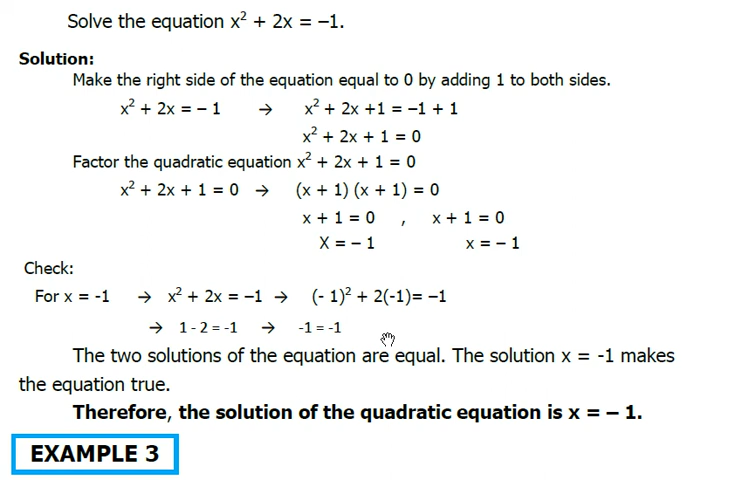 Solve the equation x² + 2x = –1.
Solution:
Make the right side of the equation equal to 0 by adding 1 to both sides.
x² + 2x = – 1 → x² + 2x +1 = –1 + 1
x² + 2x + 1 = 0
Factor the quadratic equation x² + 2x + 1 = 0
x² + 2x + 1 = 0 → (x + 1) (x + 1) = 0
x + 1 = 0 , x + 1 = 0
X = – 1 x = – 1
Check:
For x = -1 → x² + 2x = –1 → (- 1)² + 2(-1)= –1
→ 1 - 2 = -1 → -1 = -1
The two solutions of the equation are equal. The solution x = -1 makes
the equation true.
Therefore, the solution of the quadratic equation is x = – 1.
EXAMPLE 3